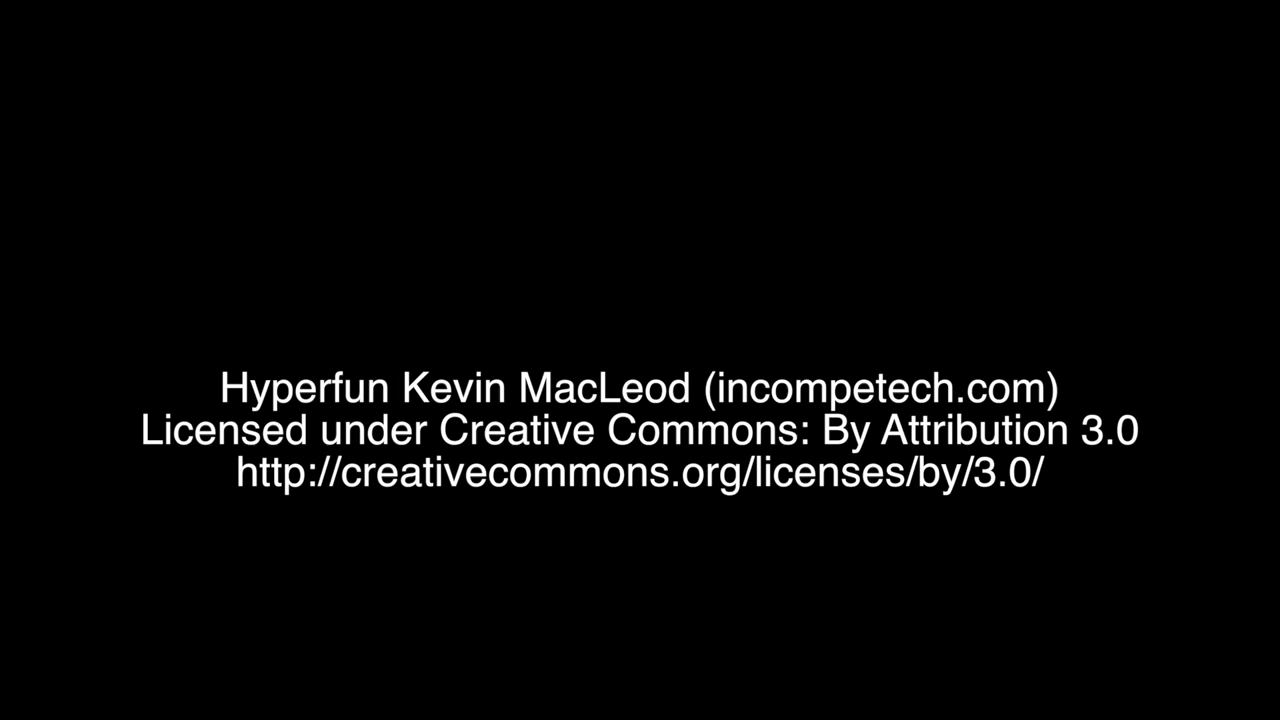 Hyperfun Kevin MacLeod (incompetech.com)
Licensed under Creative Commons: By Attribution 3.0
http://creativecommons.org/licenses/by/3.0/